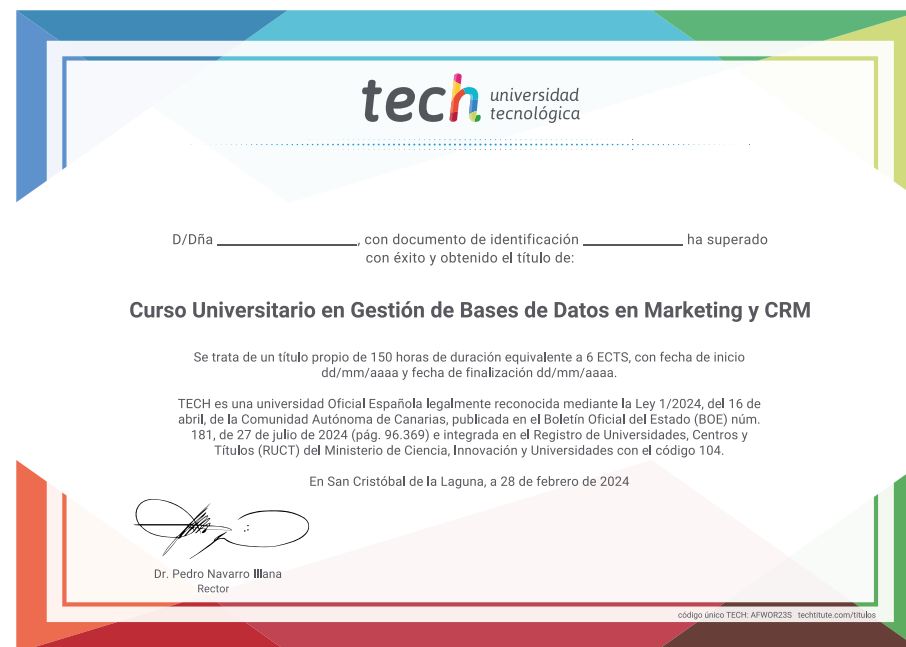 tech universidad
tecnológica
D/Dña ____________________, con documento de identificación ______________ ha superado
con éxito y obtenido el título de:
Curso Universitario en Gestión de Bases de Datos en Marketing y CRM
Se trata de un título propio de 150 horas de duración equivalente a 6 ECTS, con fecha de inicio
dd/mm/aaaa y fecha de finalización dd/mm/aaaa.
TECH es una universidad Oficial Española legalmente reconocida mediante la Ley 1/2024, del 16 de
abril, de la Comunidad Autónoma de Canarias, publicada en el Boletín Oficial del Estado (BOE) núm.
181, de 27 de julio de 2024 (pág. 96.369) e integrada en el Registro de Universidades, Centros y
Títulos (RUCT) del Ministerio de Ciencia, Innovación y Universidades con el código 104.
En San Cristóbal de la Laguna, a 28 de febrero de 2024
Dr. Pedro Navarro Illana
Rector
código único TECH: AFWOR23S techtitute.com/titulos